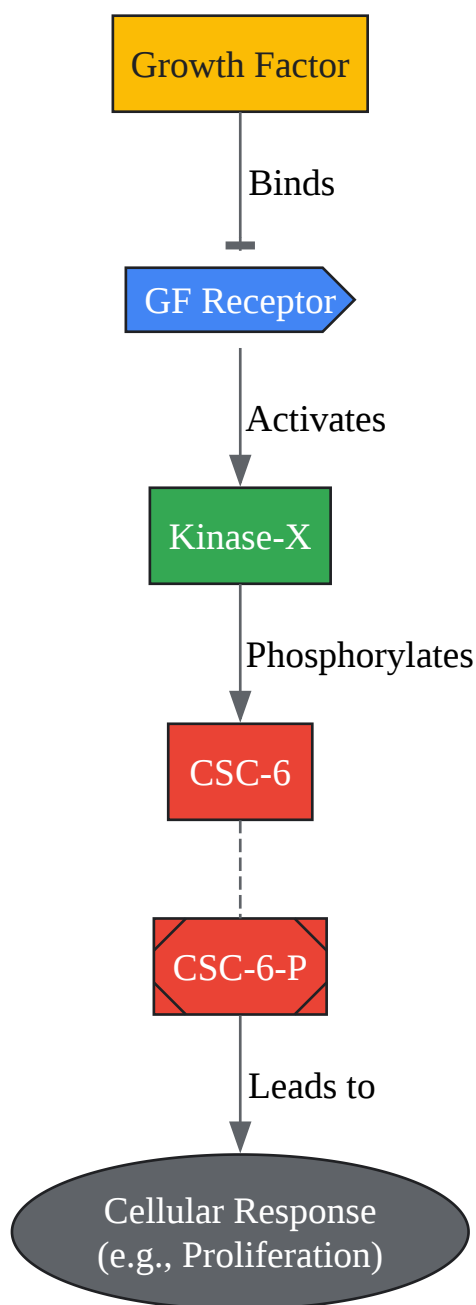 Growth Factor
Binds
GF Receptor
Activates
Kinase-X
Phosphorylates
CSC-6
CSC-6-P
Leads to
Cellular Response
(e.g., Proliferation)